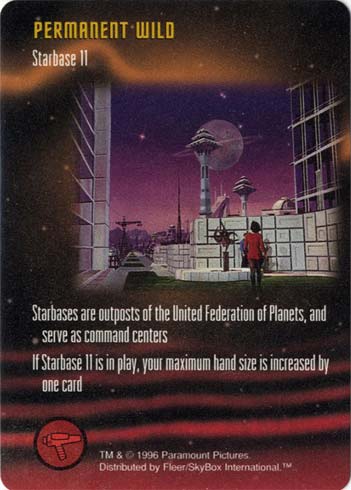 PERMANENT WILD
Starbase 11
Starbases are outposts of the United Federation of Planets, and
serve as command centers
If Starbase 11 is in play, your maximum hand size is increased by
one card
TM & © 1996 Paramount Pictures.
Distributed by Fleer/SkyBox International.™